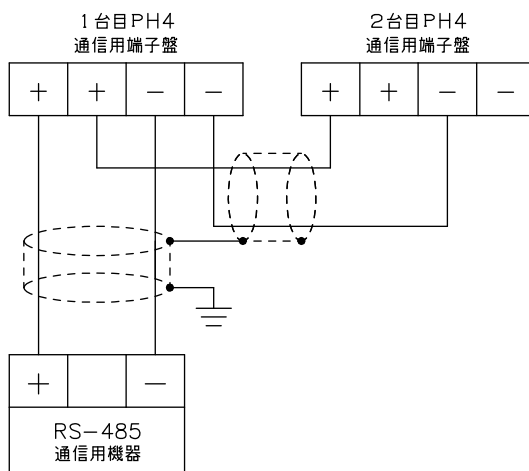 1台目PH4
通信用端子盤
2台目PH4
通信用端子盤
+ + − −
+ + − −
+ −
RS-485
通信用機器